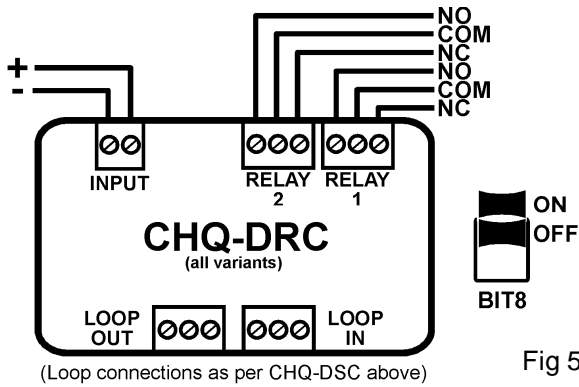 NO
COM
NC
NO
COM
NC
+
-
INPUT
RELAY
2
RELAY
1
CHQ-DRC
(all variants)
ON
OFF
BIT8
LOOP
OUT
LOOP
IN
(Loop connections as per CHQ-DSC above)
Fig 5